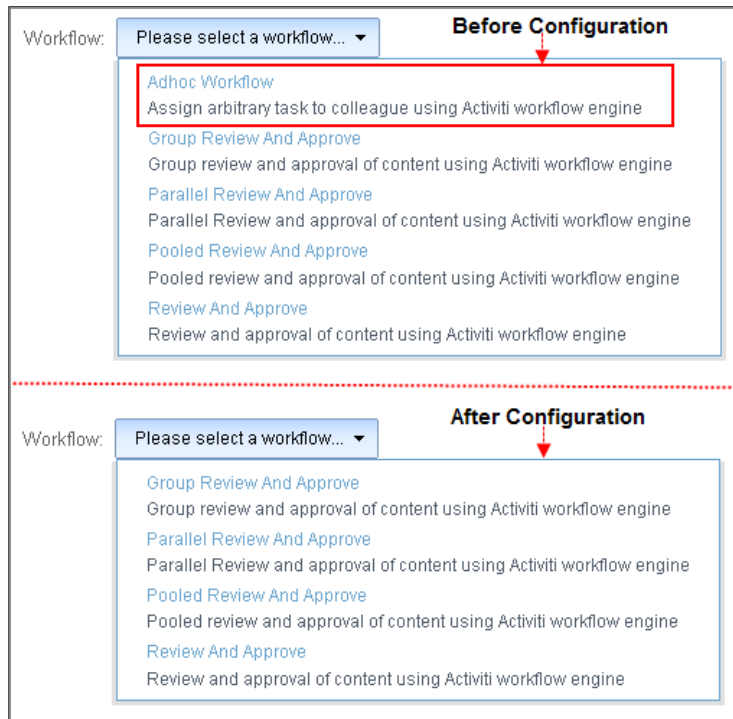 Before Configuration
Workflow: Please select a workflow...
Adhoc Workflow
Assign arbitrary task to colleague using Activiti workflow engine
Group Review And Approve
Group review and approval of content using Activiti workflow engine
Parallel Review And Approve
Parallel Review and approval of content using Activiti workflow engine
Pooled Review And Approve
Pooled review and approval of content using Activiti workflow engine
Review And Approve
Review and approval of content using Activiti workflow engine
After Configuration
Workflow: Please select a workflow...
Group Review And Approve
Group review and approval of content using Activiti workflow engine
Parallel Review And Approve
Parallel Review and approval of content using Activiti workflow engine
Pooled Review And Approve
Pooled review and approval of content using Activiti workflow engine
Review And Approve
Review and approval of content using Activiti workflow engine